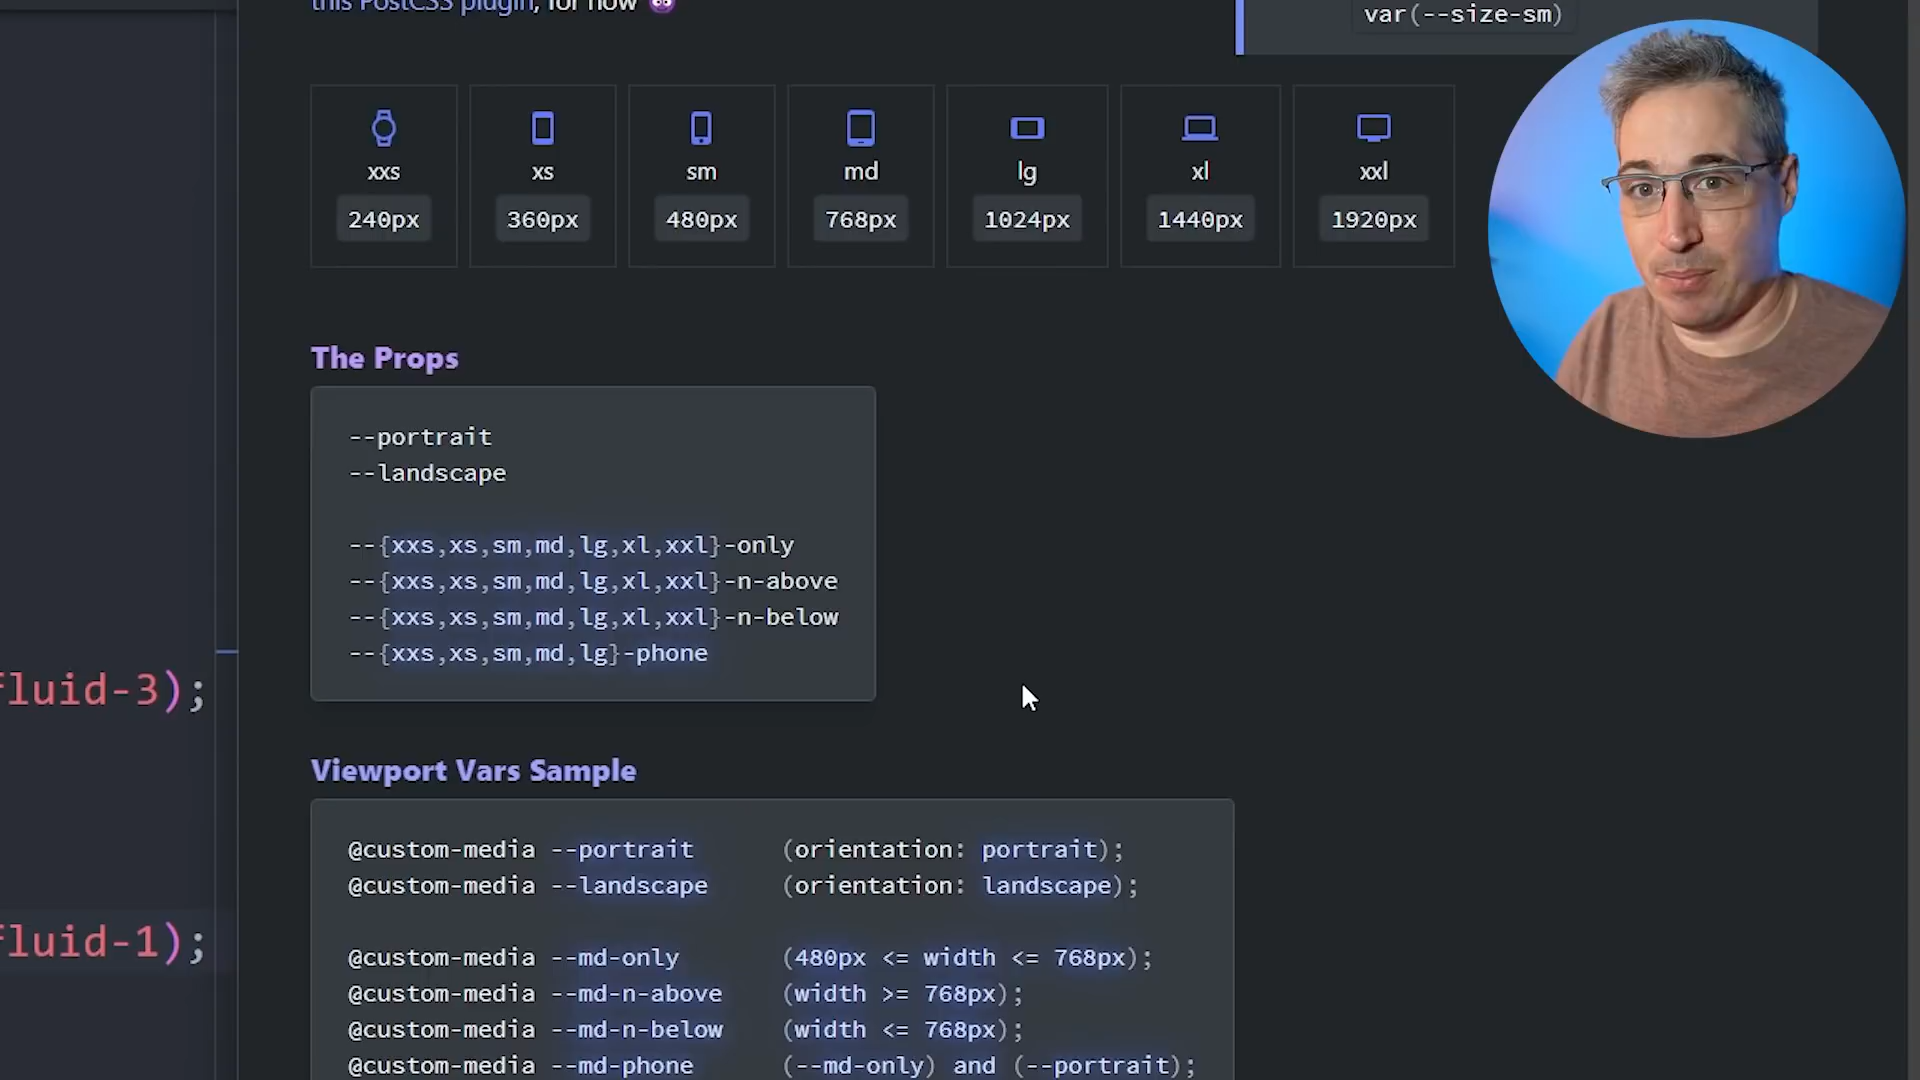 this PostCSS plugin, for now
var(--size-sm)
xxs
xs
sm
md
lg
xl
xxl
240px
360px
480px
768px
1024px
1440px
1920px
The Props
--portrait
--landscape
--{xxs,xs,sm,md,lg,xl,xxl}-only
--{xxs,xs,sm,md,lg,xl,xxl}-n-above
--{xxs,xs,sm,md,lg,xl,xxl}-n-below
--{xxs,xs,sm,md,lg}-phone
fluid-3);
Viewport Vars Sample
@custom-media --portrait (orientation: portrait);
@custom-media --landscape (orientation: landscape);
fluid-1);
@custom-media --md-only (480px <= width <= 768px);
@custom-media --md-n-above (width >= 768px);
@custom-media --md-n-below (width <= 768px);
@custom-media --md-phone (--md-only) and (--portrait);